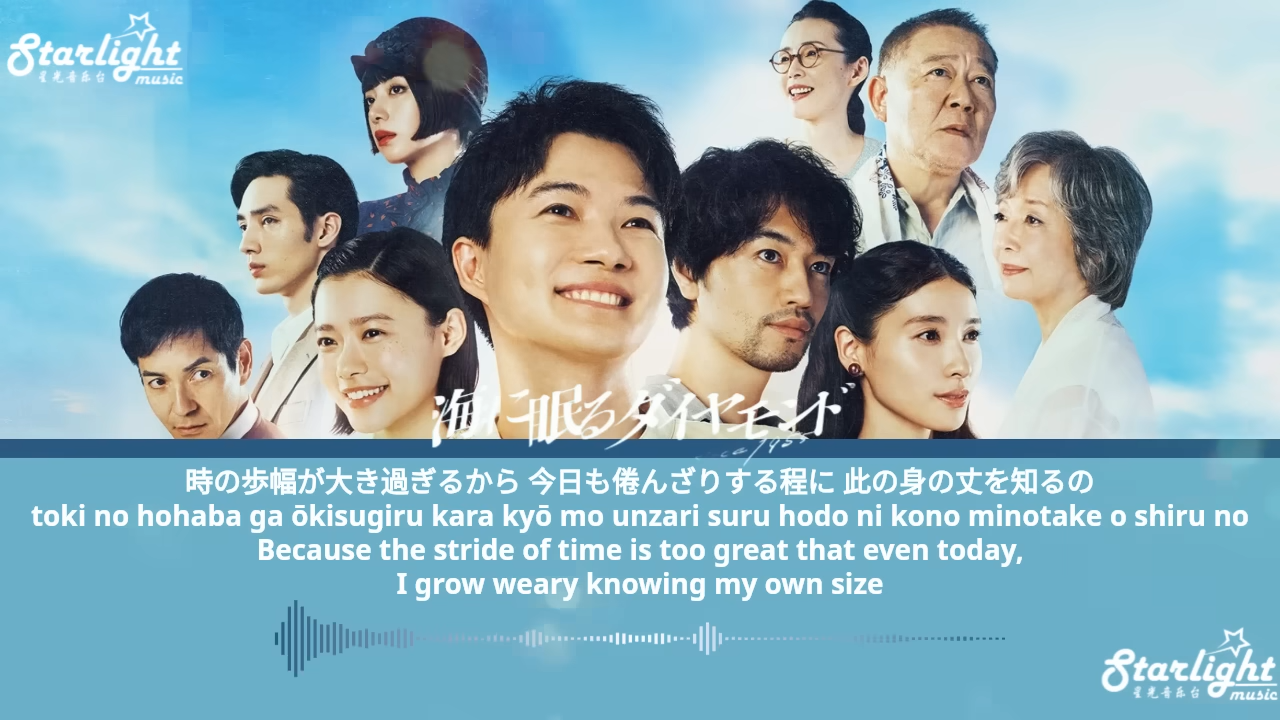 Starlight
星光音乐台 music
海に眠るダイヤモンド
Since 1955
時の歩幅が大き過ぎるから 今日も倦んざりする程に 此の身の丈を知るの
toki no hohaba ga ōkisugiru kara kyō mo unzari suru hodo ni kono minotake o shiru no
Because the stride of time is too great that even today,
I grow weary knowing my own size
Starlight
星光音乐台 music